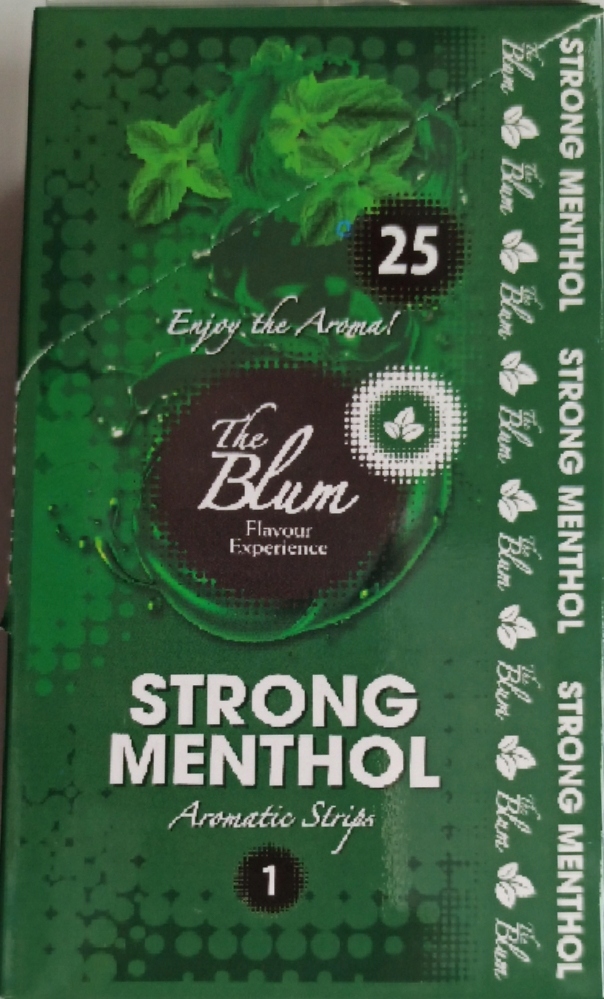 25
Enjoy the Aroma!
The
Blum
Flavour
Experience
STRONG
MENTHOL
Aromatic Strips
1
STRONG MENTHOL STRONG MENTHOL STRONG MENTHOL
The Blum The Blum The Blum The Blum The Blum The Blum The Blum The Blum